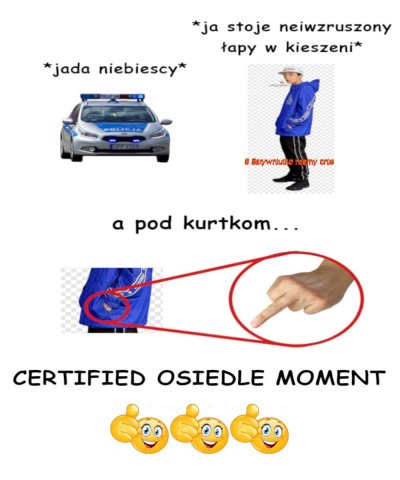 *ja stoje neiwzruszony
łapy w kieszeni*
*jada niebiescy*
POLICJA
a pod kurtkom...
CERTIFIED OSIEDLE MOMENT